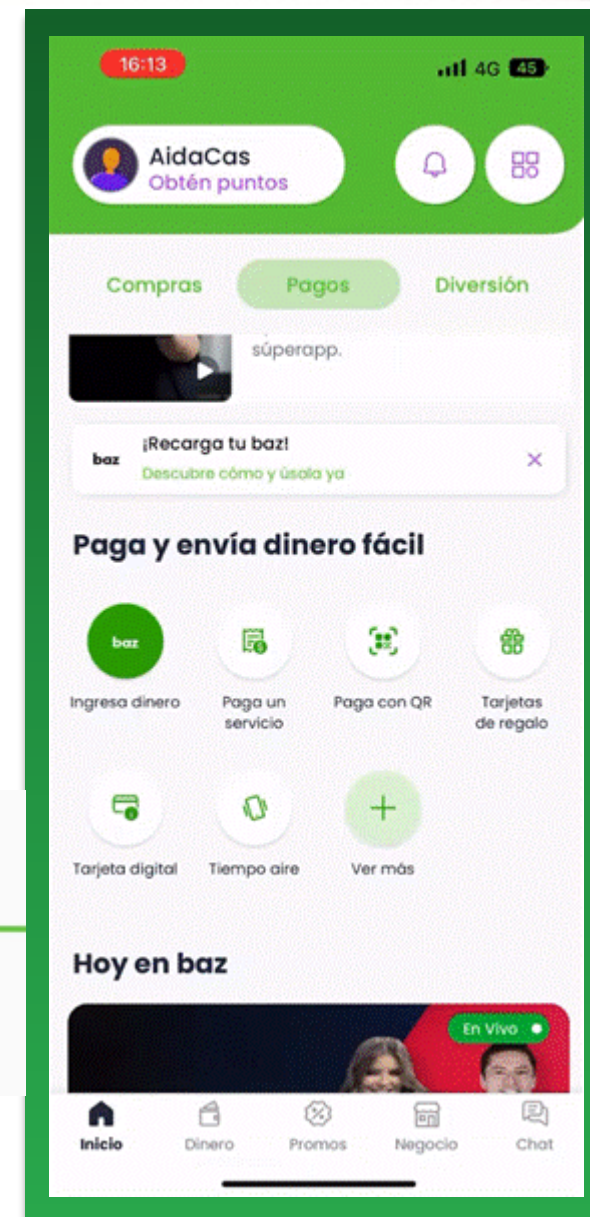 16:13
4G 45
AidaCas
Obtén puntos
Compras Pagos Diversión
súperapp.
baz
¡Recarga tu baz!
Descubre cómo y úsala ya
Paga y envía dinero fácil
baz
Ingresa dinero
Paga un
servicio
Paga con QR
Tarjetas
de regalo
Tarjeta digital
Tiempo aire
Ver más
Hoy en baz
En Vivo
Inicio Dinero Promos Negocio Chat